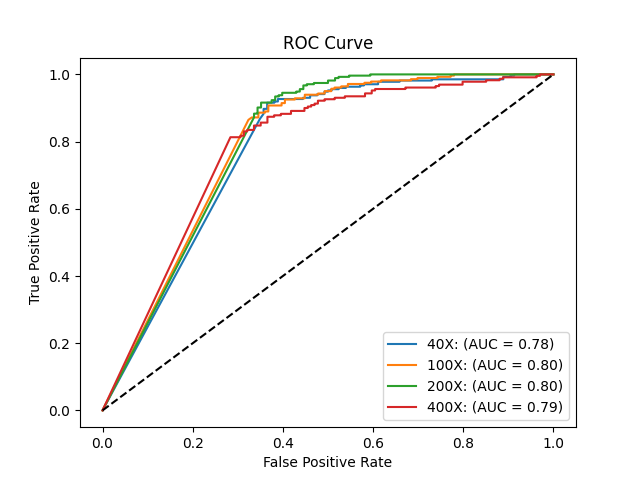 ROC Curve
True Positive Rate
1.0
0.8
0.6
0.4
0.2
0.0
0.0 0.2 0.4 0.6 0.8 1.0
False Positive Rate
40X: (AUC = 0.78)
100X: (AUC = 0.80)
200X: (AUC = 0.80)
400X: (AUC = 0.79)